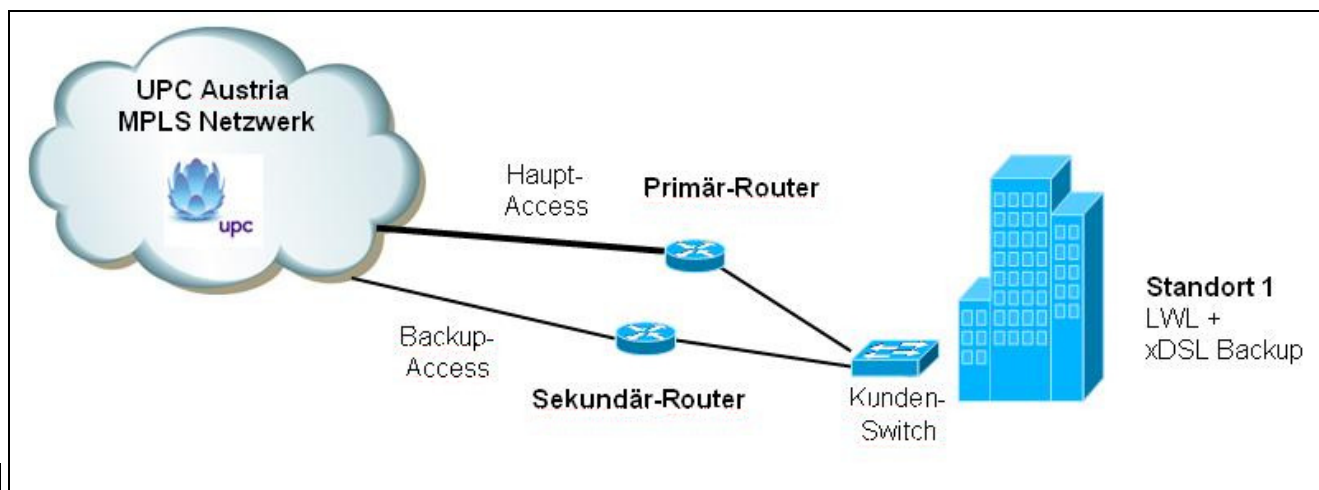 UPC Austria
MPLS Netzwerk
upc
Haupt-
Access
Primär-Router
Backup-
Access
Sekundär-Router
Kunden-
Switch
Standort 1
LWL +
xDSL Backup